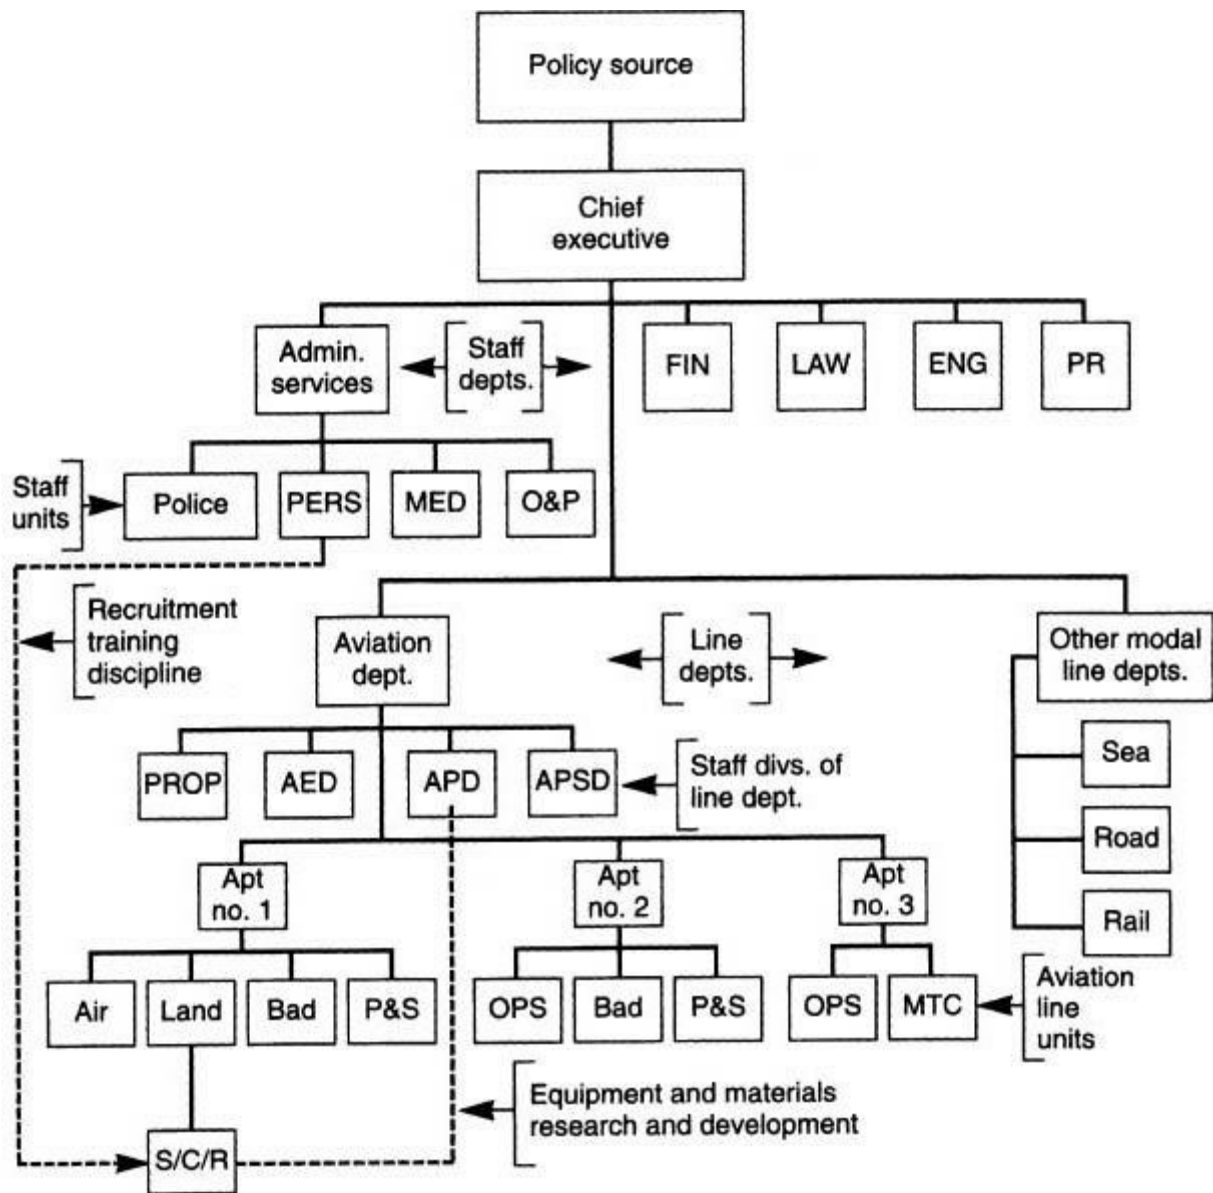 Policy source
Chief
executive
Admin.
services
Staff
depts.
FIN
LAW
ENG
PR
Staff
units
Police
PERS
MED
O&P
Recruitment
training
discipline
Aviation
dept.
Line
depts.
Other modal
line depts.
PROP
AED
APD
APSD
Staff divs. of
line dept.
Sea
Road
Rail
Apt
no. 1
Apt
no. 2
Apt
no. 3
Air
Land
Bad
P&S
OPS
Bad
P&S
OPS
MTC
Aviation
line
units
Equipment and materials
research and development
S/C/R